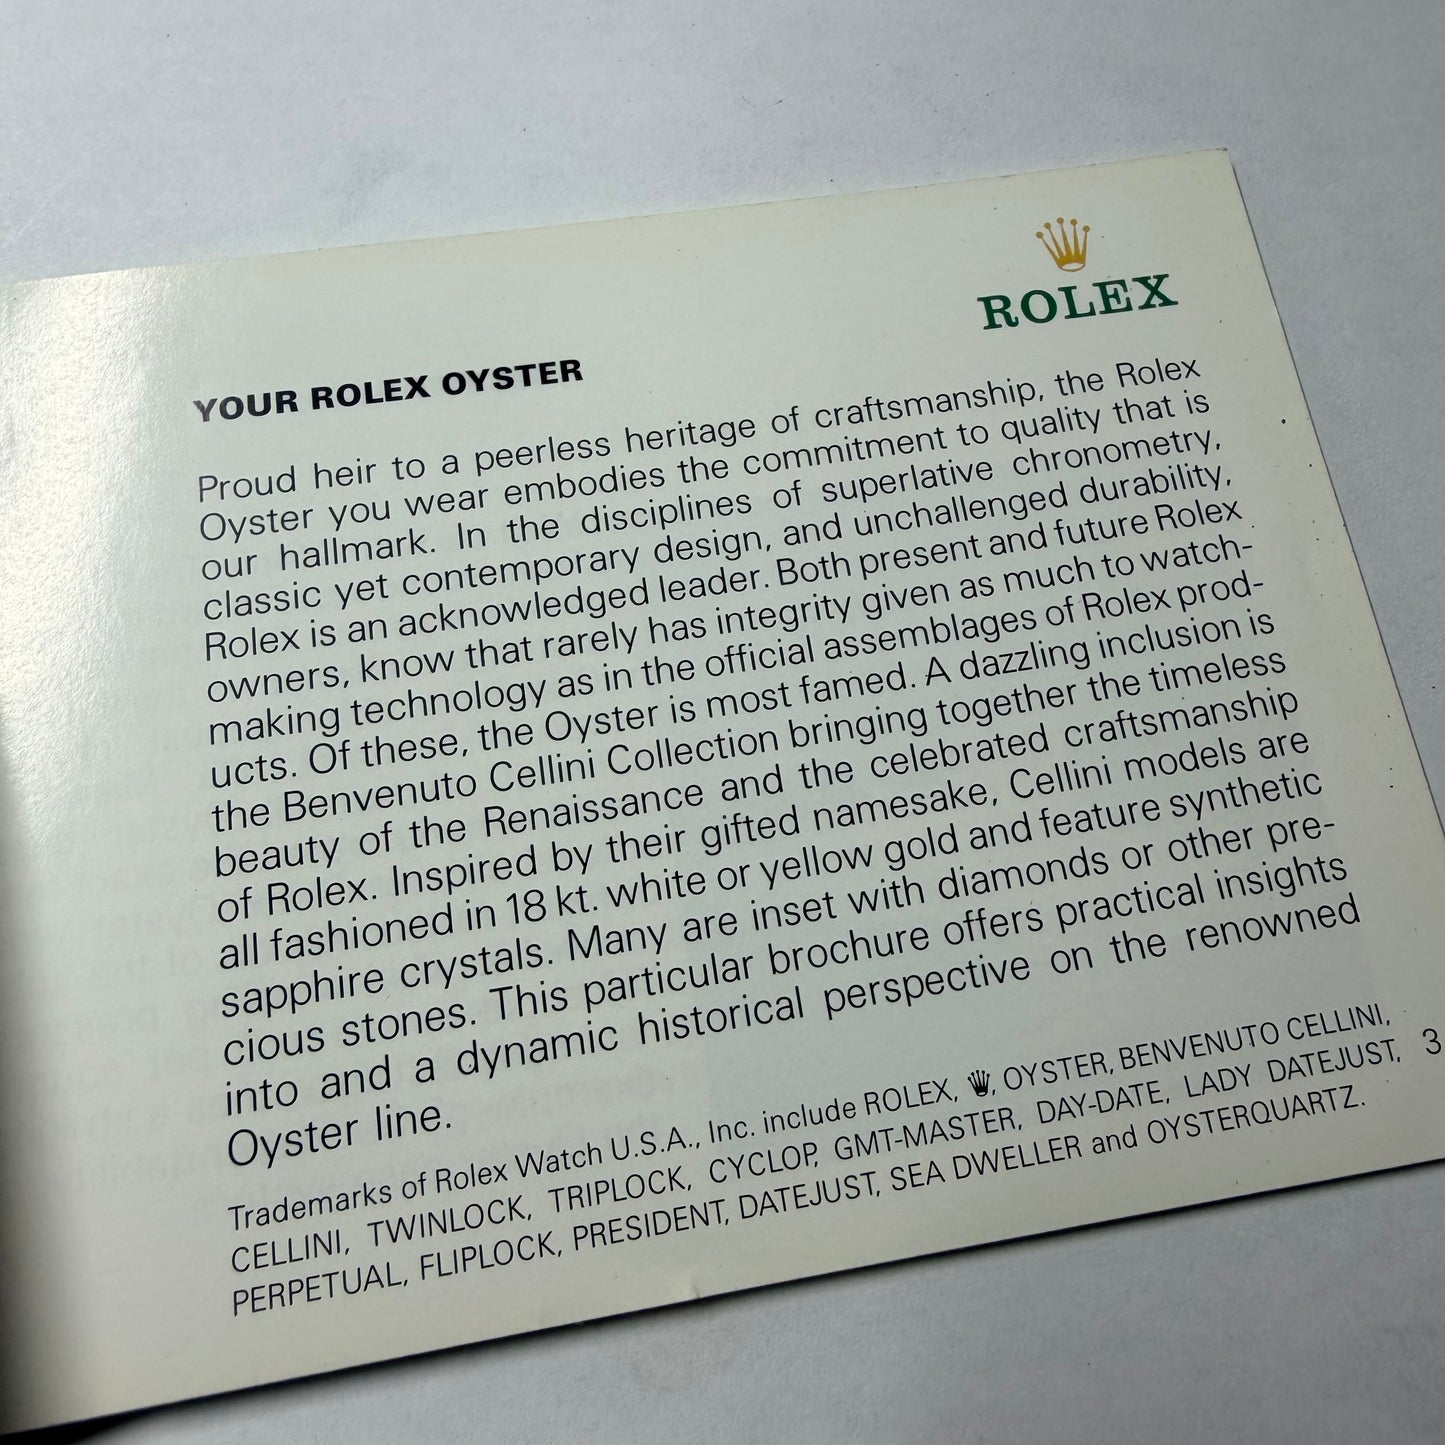 ROLEX
YOUR ROLEX OYSTER
Proud heir to a peerless heritage of craftsmanship, the Rolex
Oyster you wear embodies the commitment to quality that is
our hallmark. In the disciplines of superlative chronometry,
classic yet contemporary design, and unchallenged durability,
Rolex is an acknowledged leader. Both present and future Rolex
owners, know that rarely has integrity given as much to watch-
making technology as in the official assemblages of Rolex prod-
ucts. Of these, the Oyster is most famed. A dazzling inclusion is
the Benvenuto Cellini Collection bringing together the timeless
beauty of the Renaissance and the celebrated craftsmanship
of Rolex. Inspired by their gifted namesake, Cellini models are
all fashioned in 18 kt. white or yellow gold and feature synthetic
sapphire crystals. Many are inset with diamonds or other pre-
cious stones. This particular brochure offers practical insights
into and a dynamic historical perspective on the renowned
Oyster line.
Trademarks of Rolex Watch U.S.A., Inc. include ROLEX, , OYSTER, BENVENUTO CELLINI,
CELLINI, TWINLOCK, TRIPLOCK, CYCLOP, GMT-MASTER, DAY-DATE, LADY DATEJUST,
PERPETUAL, FLIPLOCK, PRESIDENT, DATEJUST, SEA DWELLER and OYSTERQUARTZ.
3